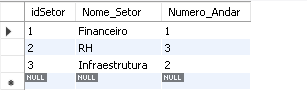 idSetor Nome_Setor Numero_Andar
1 Financeiro 1
2 RH 3
3 Infraestrutura 2
NULL NULL NULL